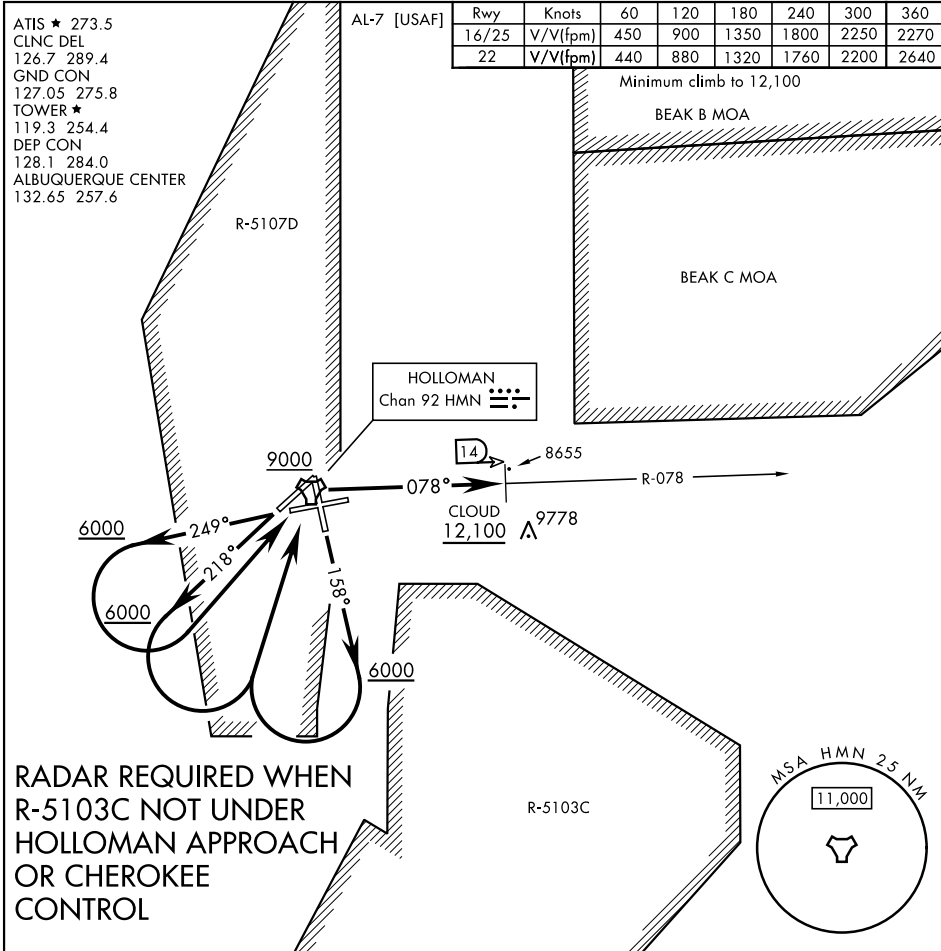 ATIS ★ 273.5
CLNC DEL
126.7 289.4
GND CON
127.05 275.8
TOWER ★
119.3 254.4
DEP CON
128.1 284.0
ALBUQUERQUE CENTER
132.65 257.6
AL-7 [USAF]
Rwy Knots 60 120 180 240 300 360
16/25 V/V(fpm) 450 900 1350 1800 2250 2270
22 V/V(fpm) 440 880 1320 1760 2200 2640
Minimum climb to 12,100
BEAK B MOA
R-5107D
BEAK C MOA
HOLLOMAN
Chan 92 HMN
14
8655
9000
078°
R-078
CLOUD
12,100
9778
6000
249°
218°
6000
158°
6000
RADAR REQUIRED WHEN
R-5103C NOT UNDER
HOLLOMAN APPROACH
OR CHEROKEE
CONTROL
R-5103C
MSA HMN 25 NM
11,000